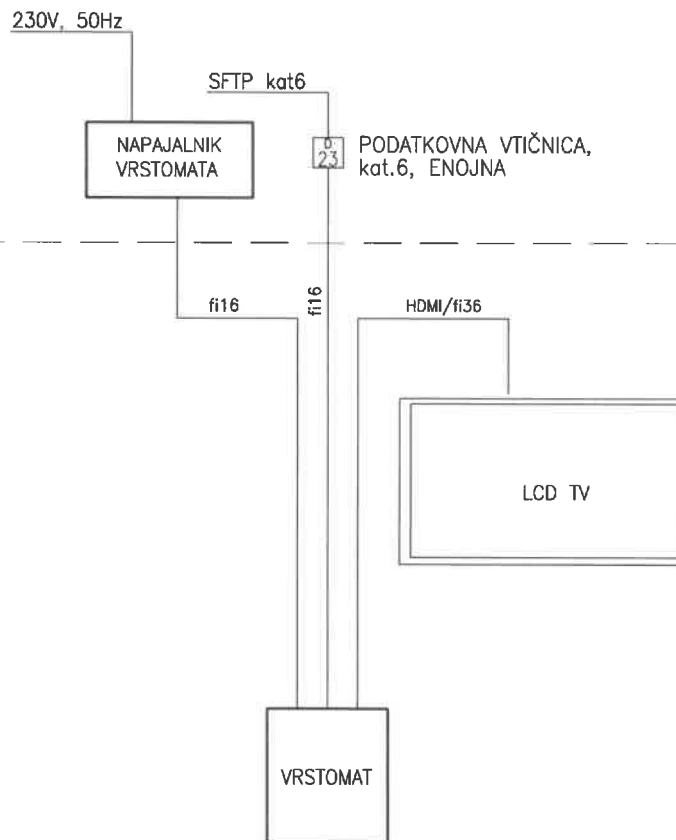 230V, 50Hz
SFTP kat6
NAPAJALNIK
VRSTOMATA
D
23
PODATKOVNA VTIČNICA,
kat.6, ENOJNA
fi16
fi16
HDMI/fi36
LCD TV
VRSTOMAT